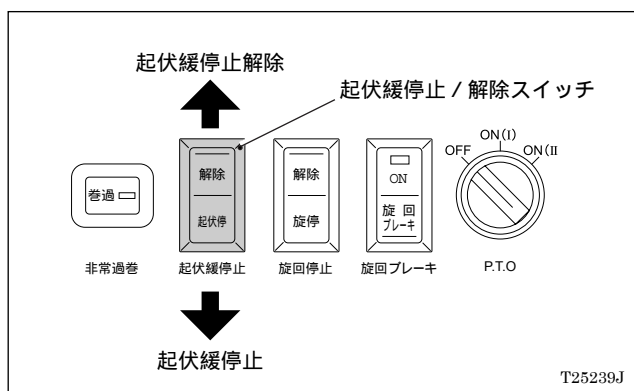 起伏緩停止解除
起伏緩停止 / 解除スイッチ
巻過
解除
起伏停
解除
旋停
ON
旋 回
ブレーキ
OFF
ON(I)
ON(II
非常過巻
起伏緩停止
旋回停止
旋回ブレーキ
P.T.O
起伏緩停止
T25239J